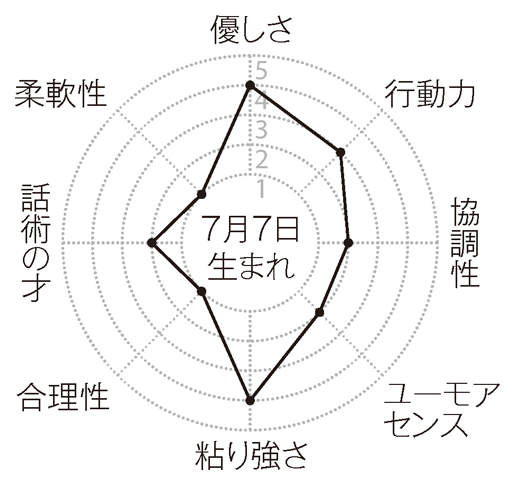 優しさ
行動力
協調性
ユーモア
センス
粘り強さ
合理性
話術の才
柔軟性
5
4
3
2
1
7月7日
生まれ